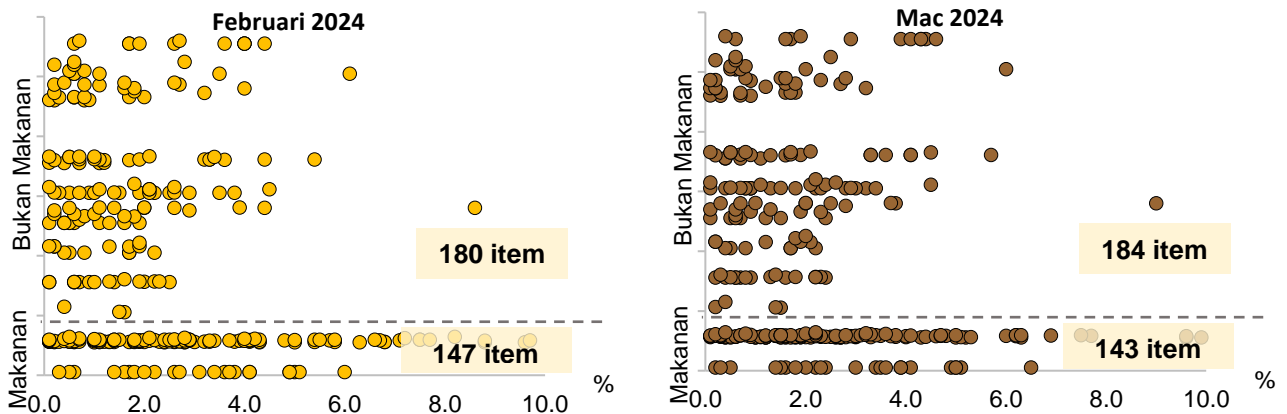 Februari 2024
Bukan Makanan
180 item
Makanan
147 item
%
0.0 2.0 4.0 6.0 8.0 10.0
Mac 2024
Bukan Makanan
184 item
Makanan
143 item
%
0.0 2.0 4.0 6.0 8.0 10.0